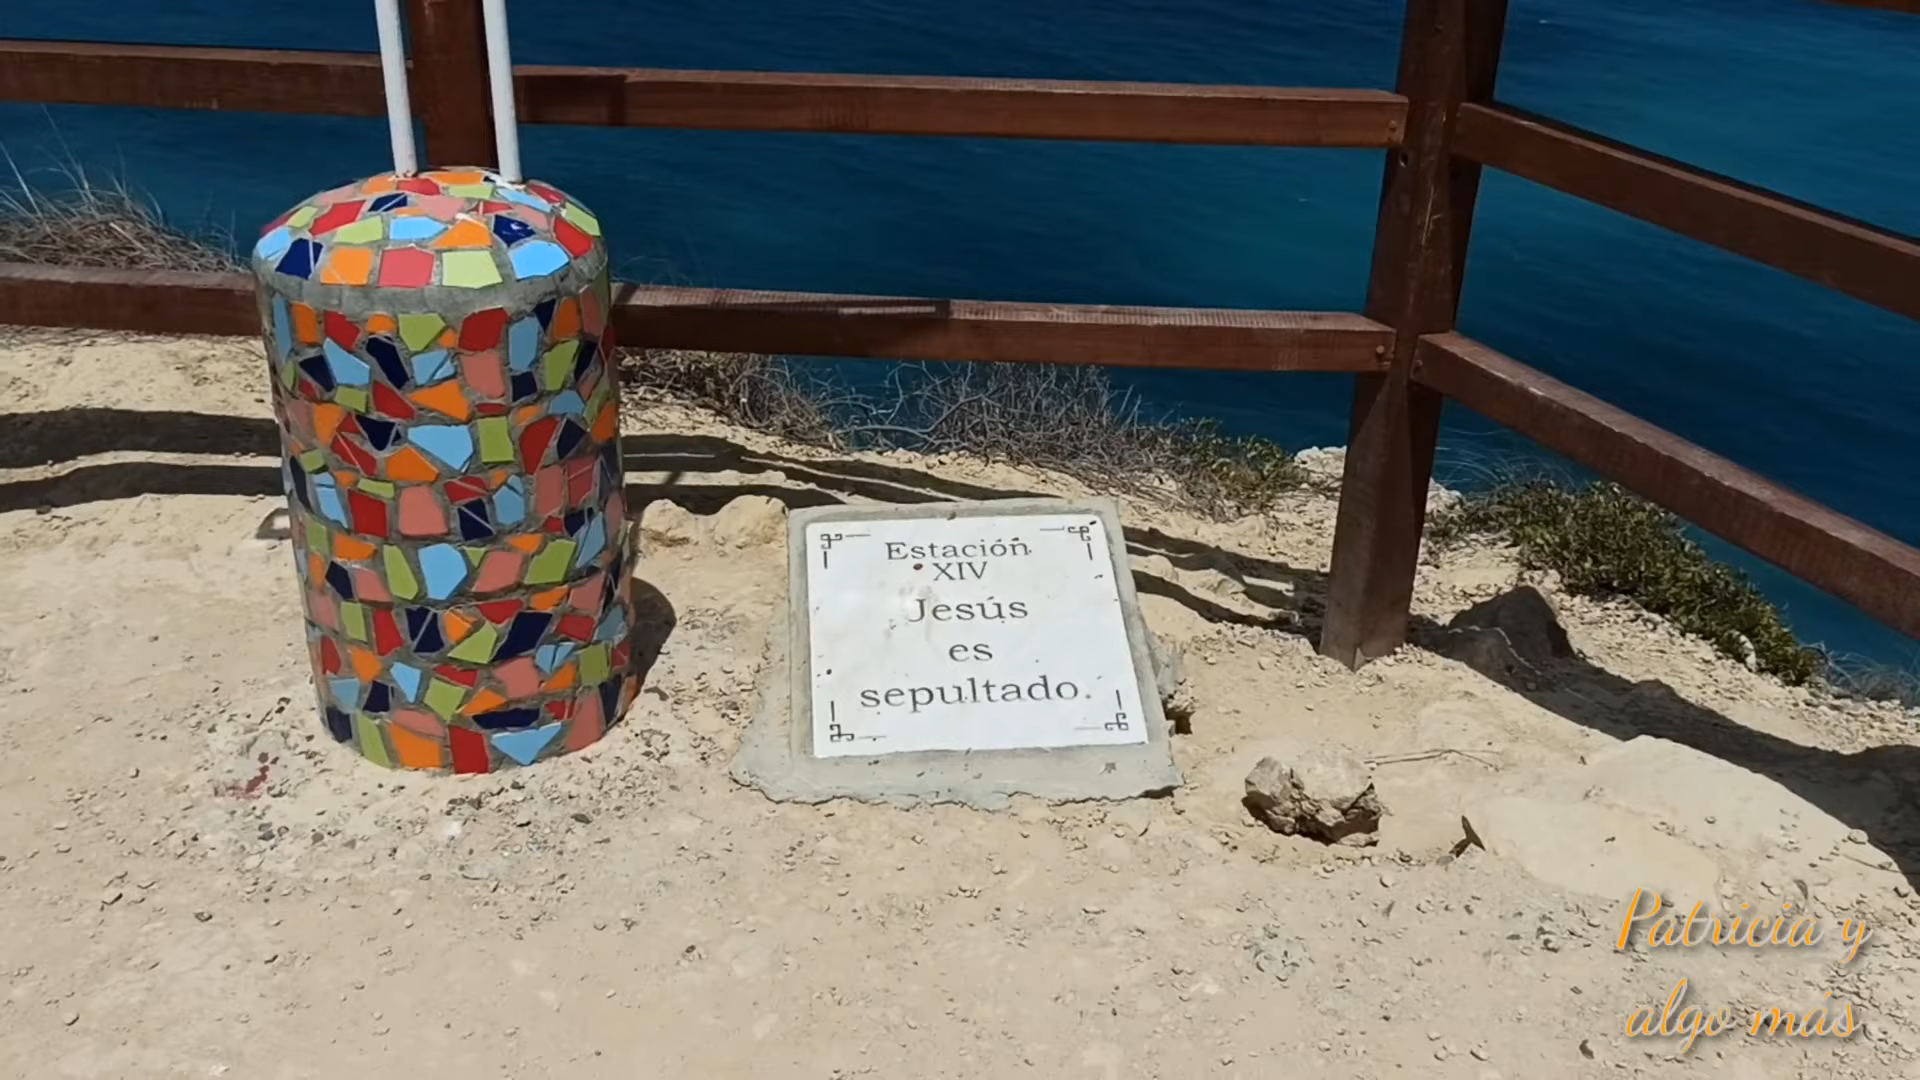 Estación
XIV
Jesús
es
sepultado.
Patricia y
algo más